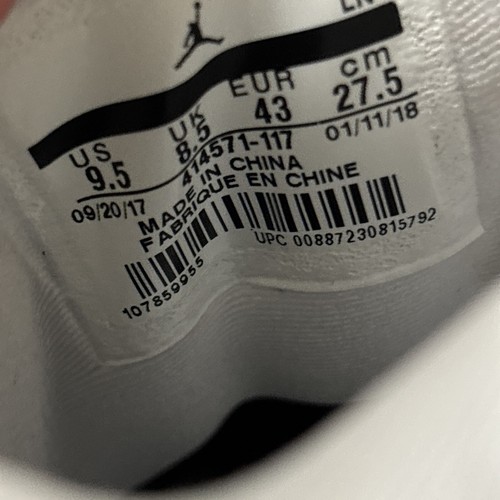 US UK EUR cm
9.5 8.5 43 27.5
414571-117
09/20/17 01/11/18
MADE IN CHINA
FABRIQUE EN CHINE
UPC 00887230815792
107859955